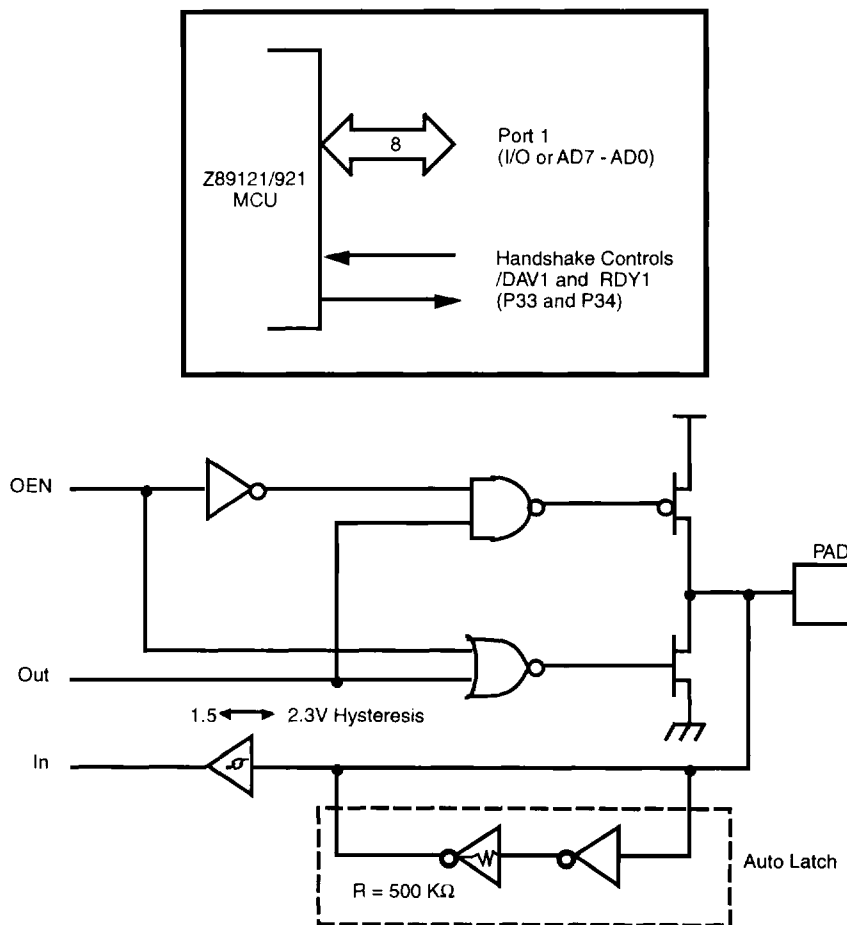 8
Port 1
(I/O or AD7 - AD0)
Z89121/921
MCU
Handshake Controls
/DAV1 and RDY1
(P33 and P34)
OEN
PAD
Out
1.5 2.3V Hysteresis
In
Auto Latch
R = 500 KΩ